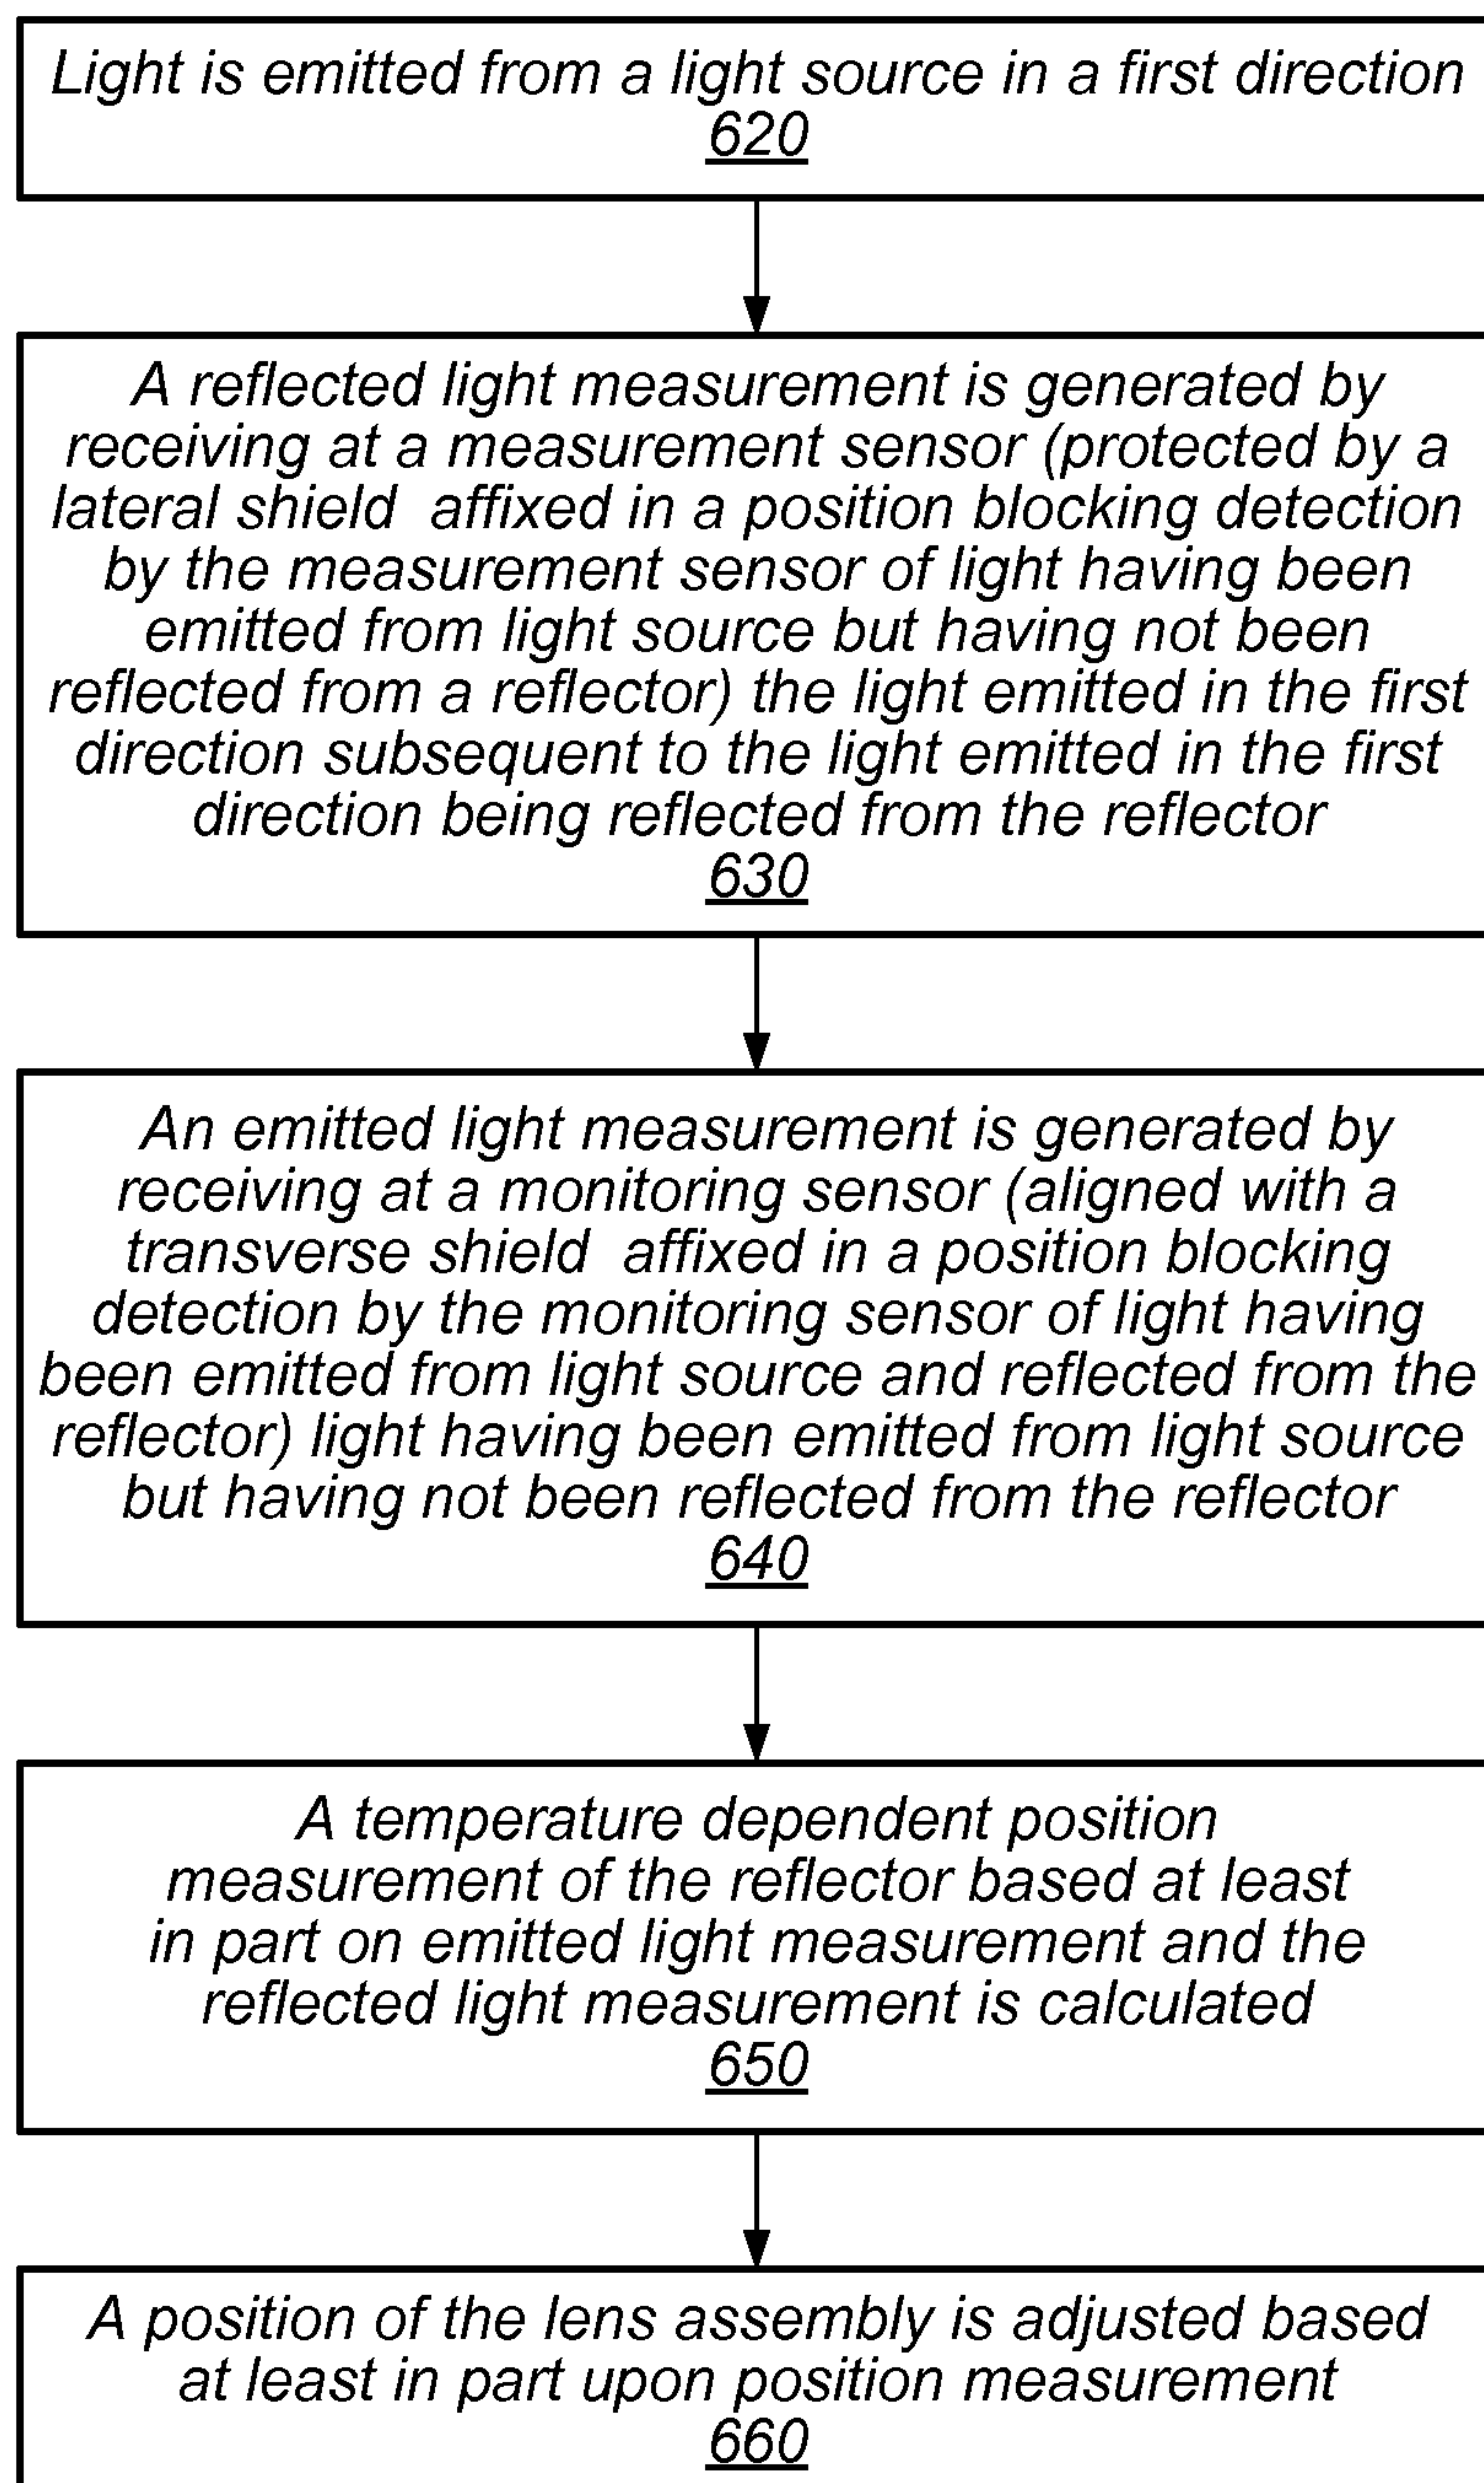 Light is emitted from a light source in a first direction
620
A reflected light measurement is generated by
receiving at a measurement sensor (protected by a
lateral shield  affixed in a position blocking detection
by the measurement sensor of light having been
emitted from light source but having not been
reflected from a reflector) the light emitted in the first
direction subsequent to the light emitted in the first
direction being reflected from the reflector
630
An emitted light measurement is generated by
receiving at a monitoring sensor (aligned with a
transverse shield  affixed in a position blocking
detection by the monitoring sensor of light having
been emitted from light source and reflected from the
reflector) light having been emitted from light source
but having not been reflected from the reflector
640
A temperature dependent position
measurement of the reflector based at least
in part on emitted light measurement and the
reflected light measurement is calculated
650
A position of the lens assembly is adjusted based
at least in part upon position measurement
660